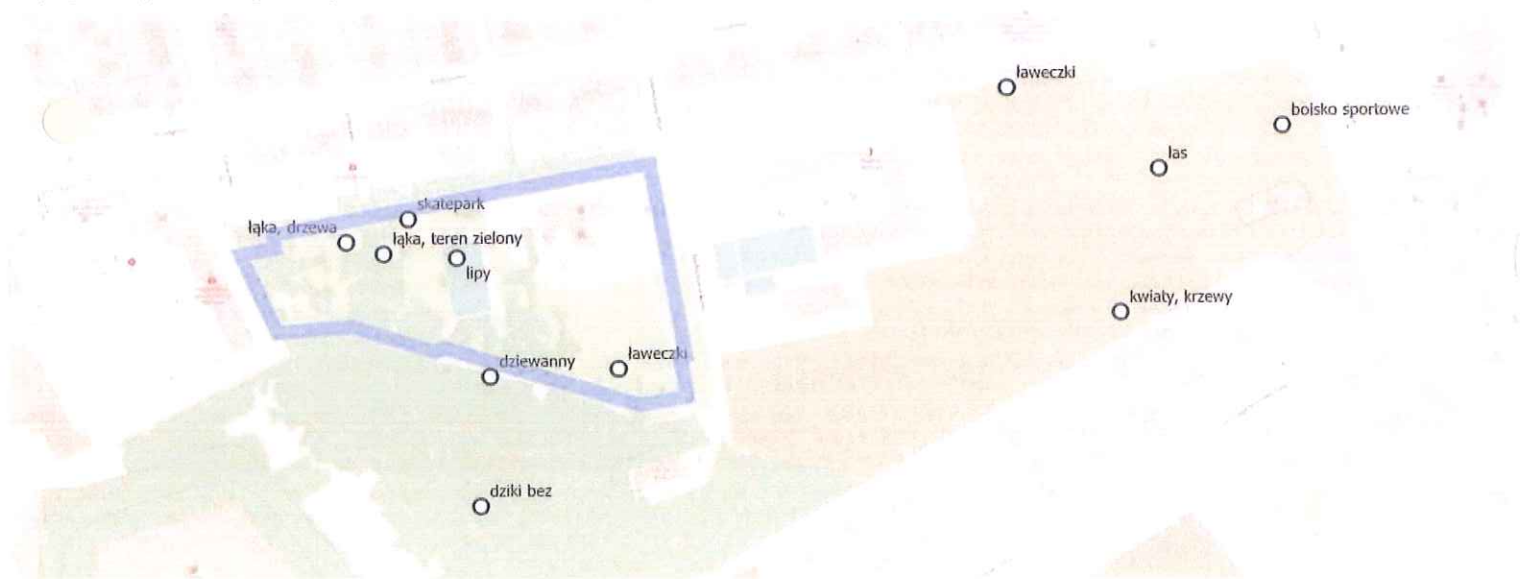 ławeczki
boisko sportowe
las
skatepark
łąka, drzewa
łąka, teren zielony
lipy
kwiaty, krzewy
dziewanny
ławeczki
dziki bez